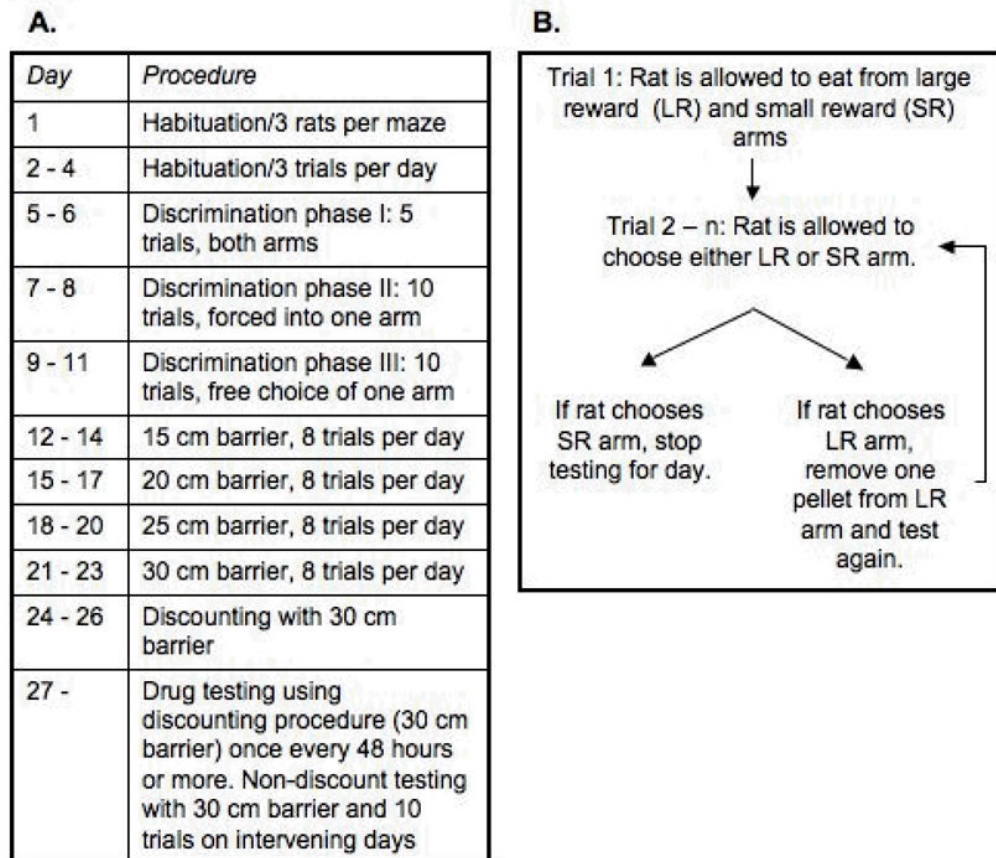 A.
Day Procedure
1 Habituation/3 rats per maze
2 - 4 Habituation/3 trials per day
5 - 6 Discrimination phase I: 5
trials, both arms
7 - 8 Discrimination phase II: 10
trials, forced into one arm
9 - 11 Discrimination phase III: 10
trials, free choice of one arm
12 - 14 15 cm barrier, 8 trials per day
15 - 17 20 cm barrier, 8 trials per day
18 - 20 25 cm barrier, 8 trials per day
21 - 23 30 cm barrier, 8 trials per day
24 - 26 Discounting with 30 cm
barrier
27 - Drug testing using
discounting procedure (30 cm
barrier) once every 48 hours
or more. Non-discount testing
with 30 cm barrier and 10
trials on intervening days
B.
Trial 1: Rat is allowed to eat from large
reward (LR) and small reward (SR)
arms
Trial 2 – n: Rat is allowed to
choose either LR or SR arm.
If rat chooses
SR arm, stop
testing for day.
If rat chooses
LR arm,
remove one
pellet from LR
arm and test
again.